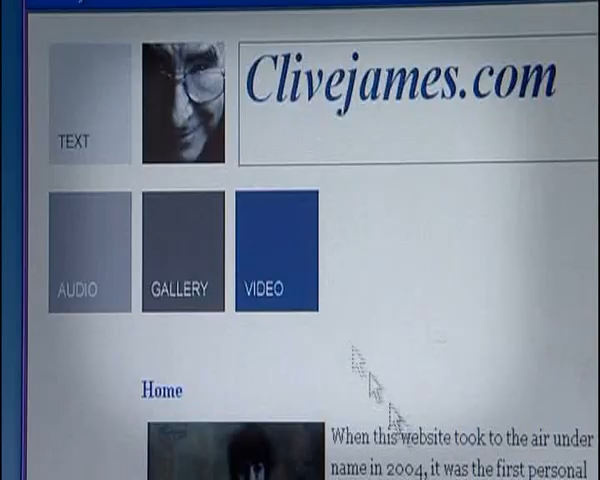 Clivejames.com
TEXT
AUDIO
GALLERY
VIDEO
Home
When this website took to the air under
name in 2004, it was the first personal